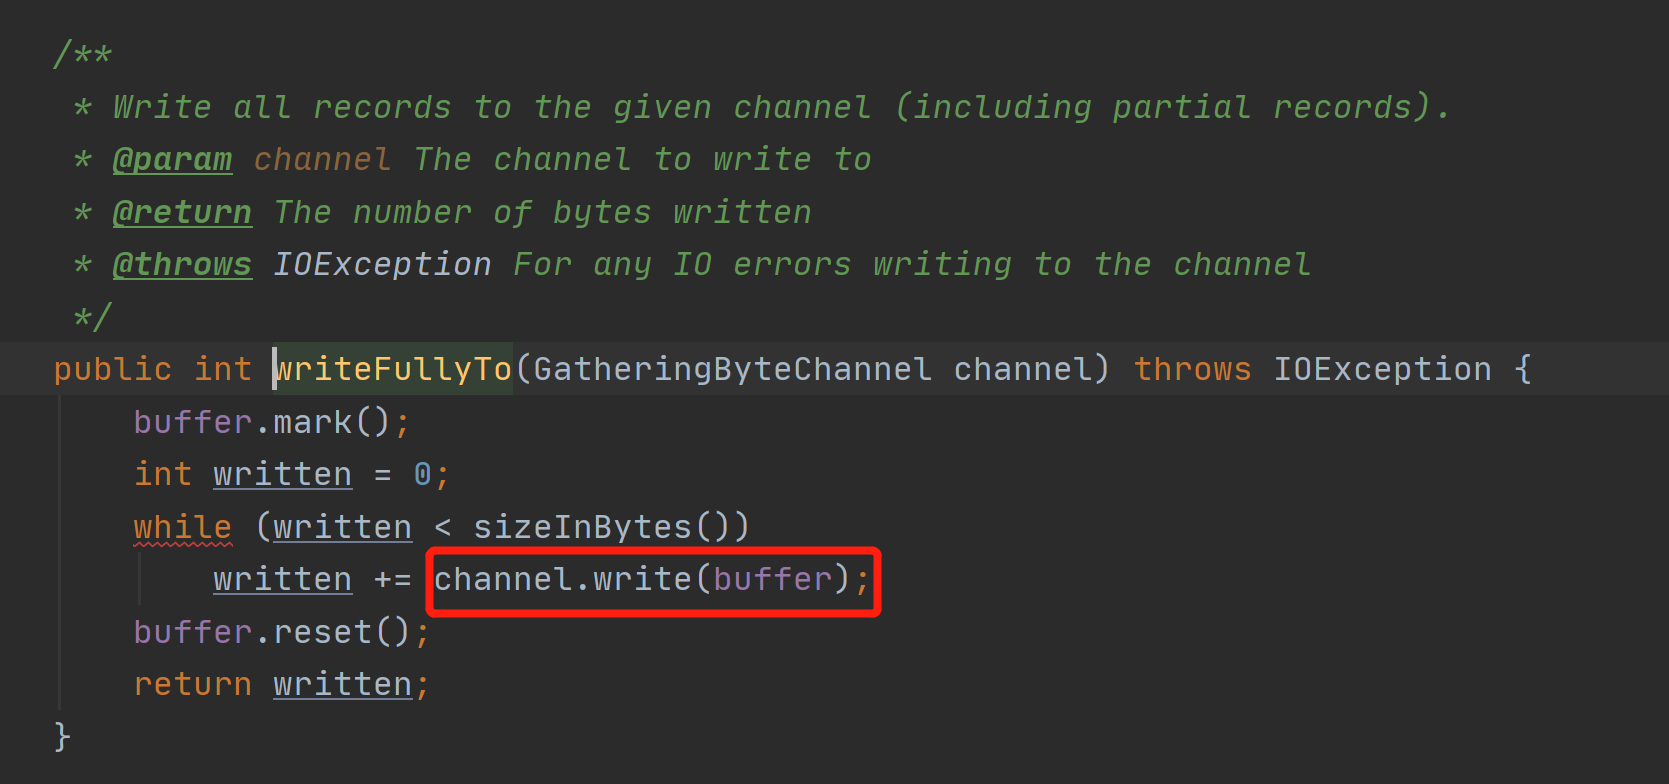 /**
 * Write all records to the given channel (including partial records).
 * @param channel The channel to write to
 * @return The number of bytes written
 * @throws IOException For any IO errors writing to the channel
 */
public int writeFullyTo(GatheringByteChannel channel) throws IOException {
    buffer.mark();
    int written = 0;
    while (written < sizeInBytes())
        written += channel.write(buffer);
    buffer.reset();
    return written;
}